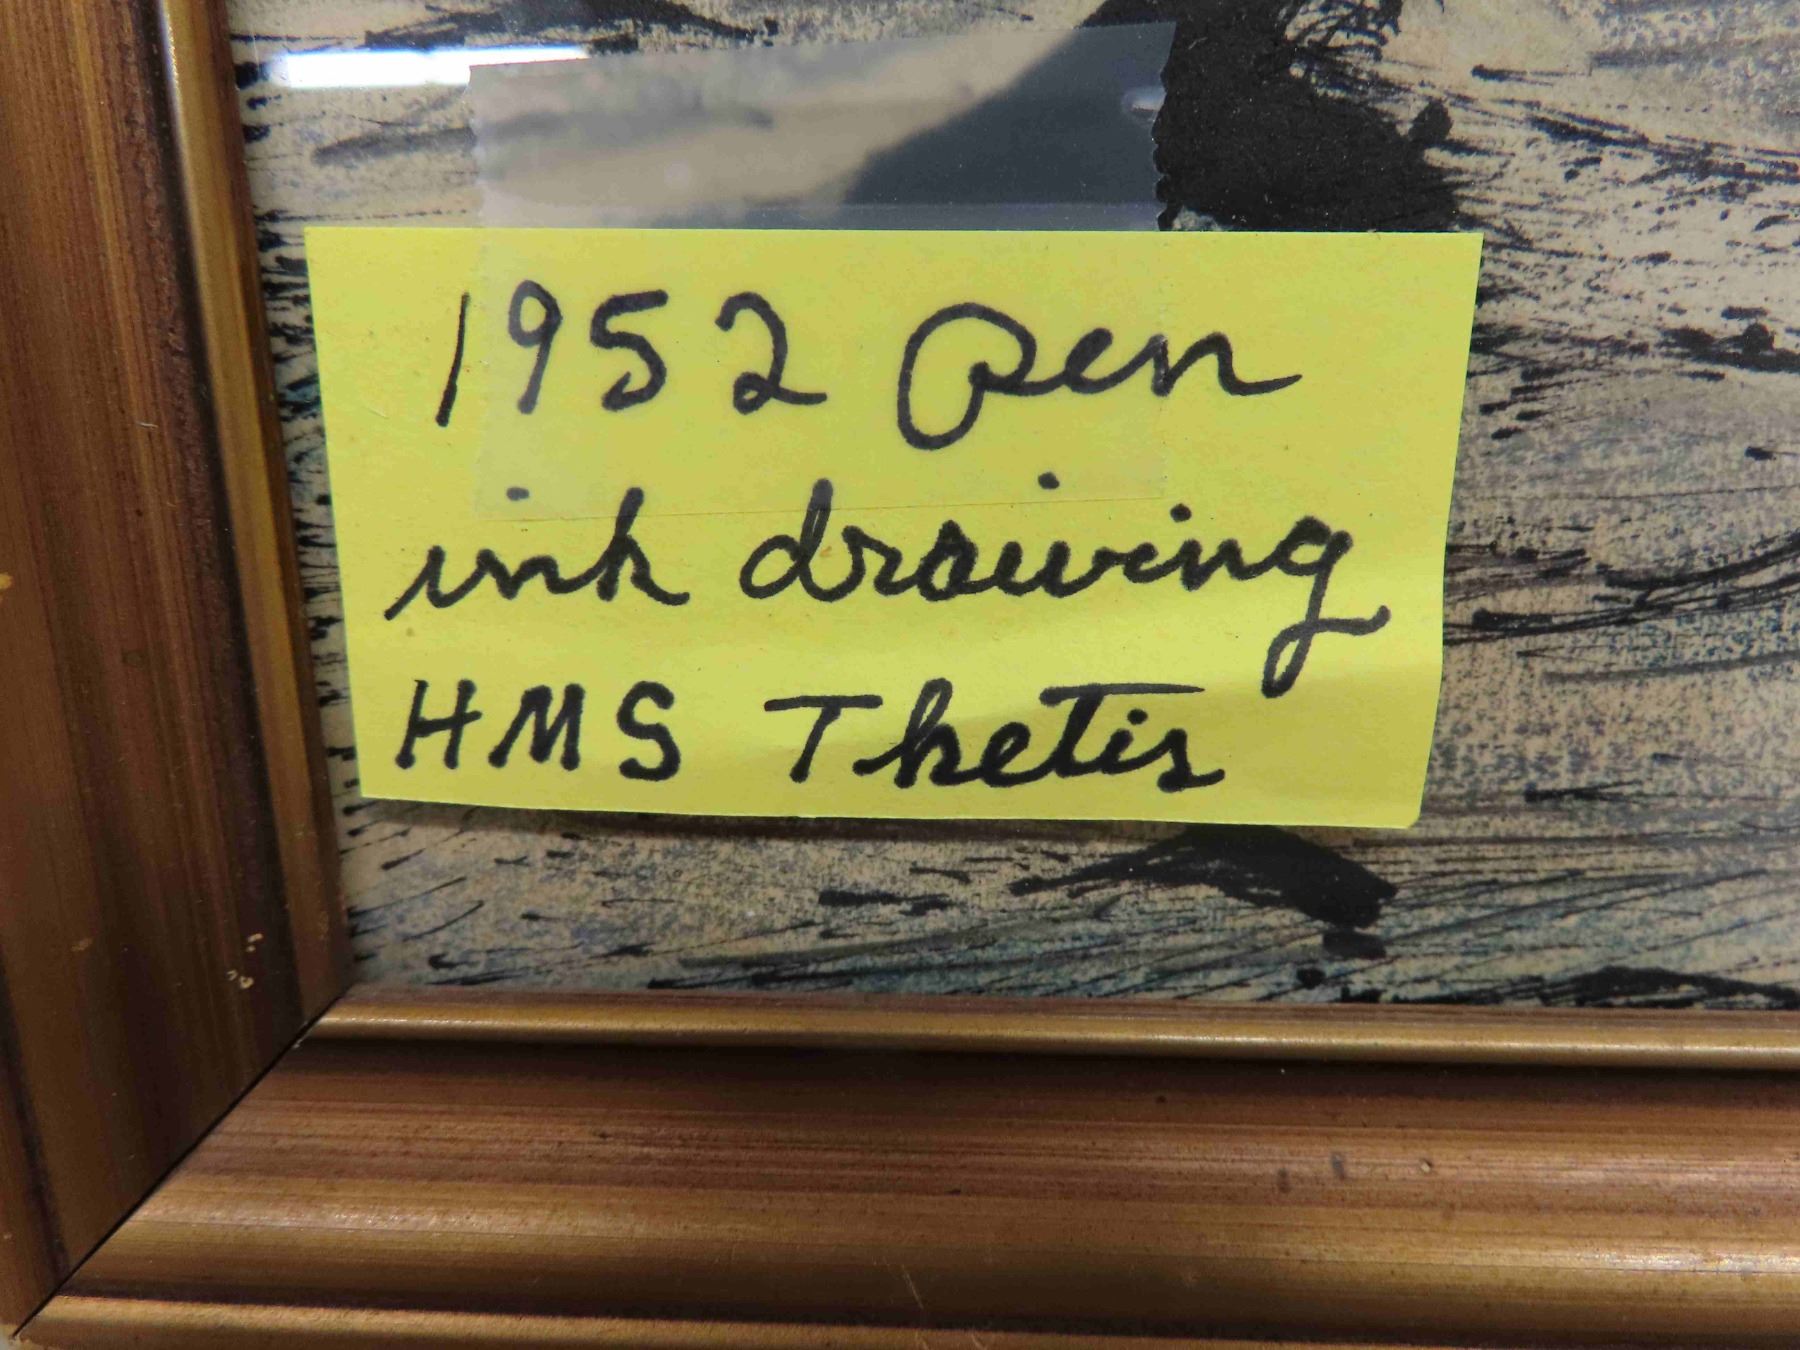 1952 pen
ink drawing
HMS Thetis